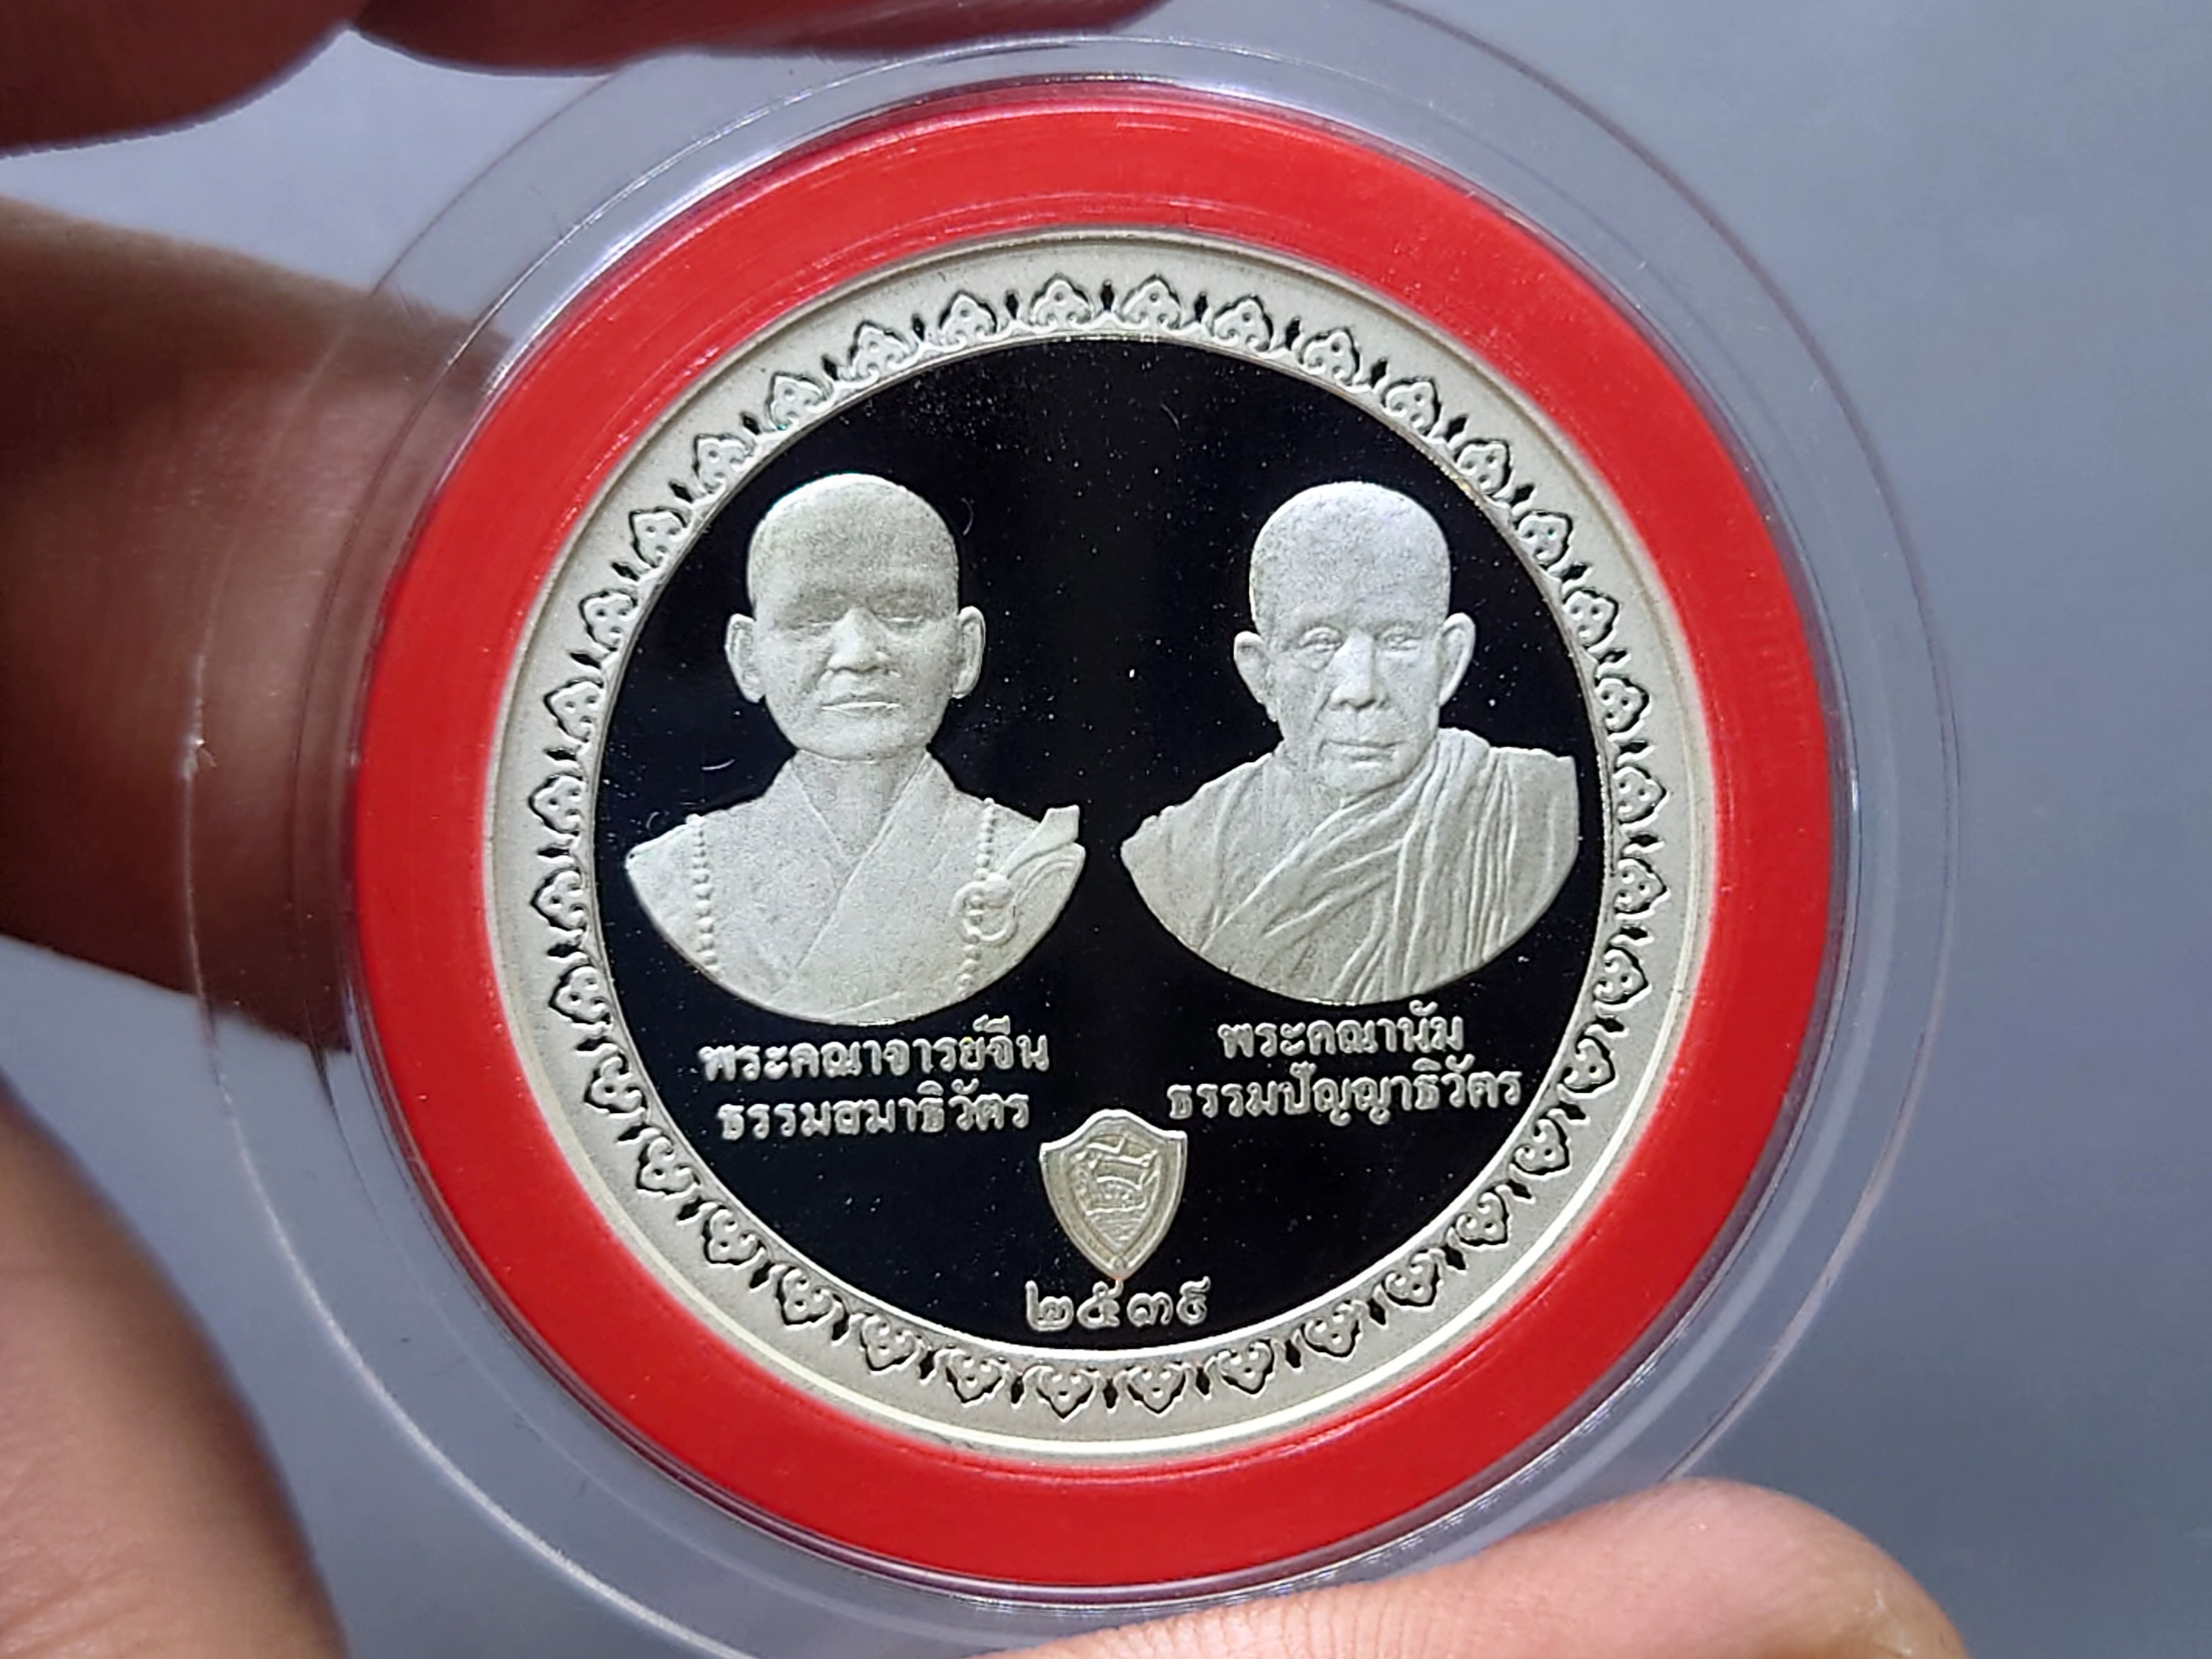 พระคณาจารย์จีน
ธรรมสมาธิวัตร
พระคณานัม
ธรรมปัญญาธิวัตร
๒๕๓๙